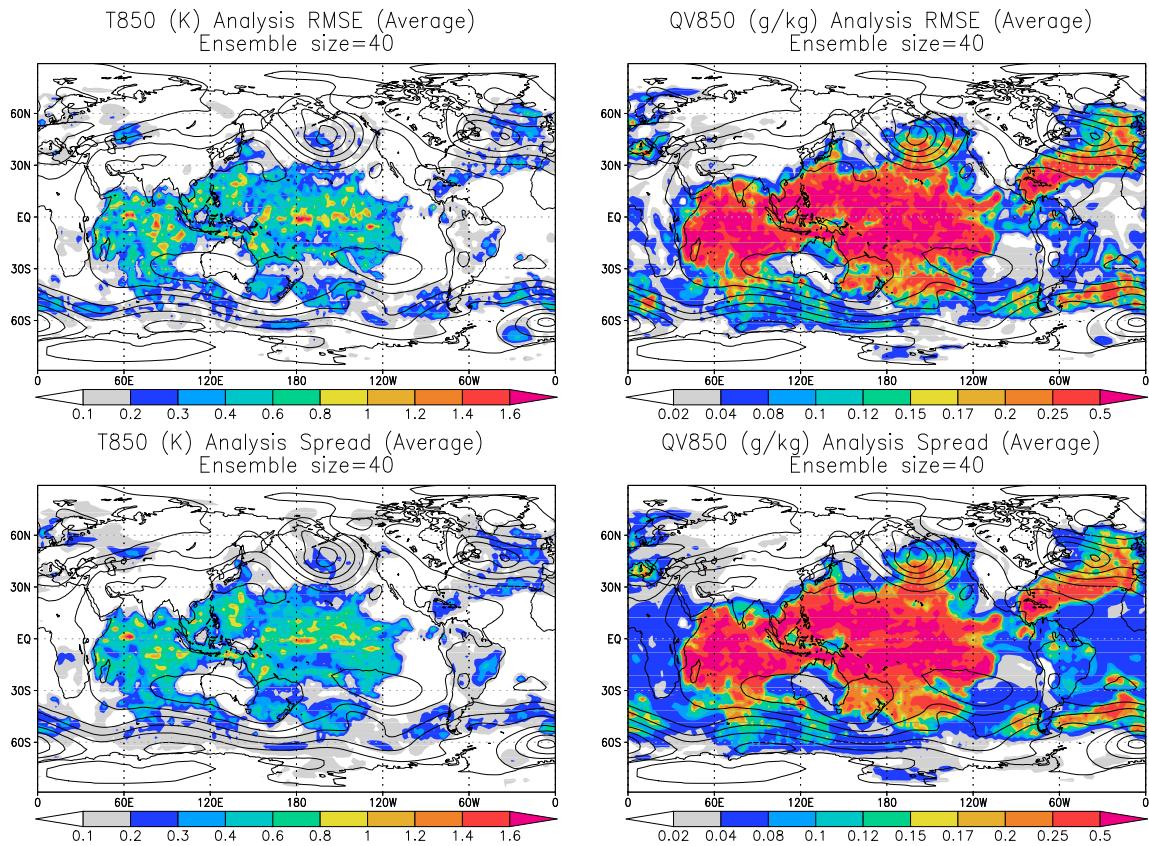 T850 (K) Analysis RMSE (Average)
Ensemble size=40
60N
30N
EQ
30S
60S
0 60E 120E 180 120W 60W 0
0.1 0.2 0.3 0.4 0.6 0.8 1 1.2 1.4 1.6
QV850 (g/kg) Analysis RMSE (Average)
Ensemble size=40
60N
30N
EQ
30S
60S
0 60E 120E 180 120W 60W 0
0.02 0.04 0.08 0.1 0.12 0.15 0.17 0.2 0.25 0.5
T850 (K) Analysis Spread (Average)
Ensemble size=40
60N
30N
EQ
30S
60S
0 60E 120E 180 120W 60W 0
0.1 0.2 0.3 0.4 0.6 0.8 1 1.2 1.4 1.6
QV850 (g/kg) Analysis Spread (Average)
Ensemble size=40
60N
30N
EQ
30S
60S
0 60E 120E 180 120W 60W 0
0.02 0.04 0.08 0.1 0.12 0.15 0.17 0.2 0.25 0.5